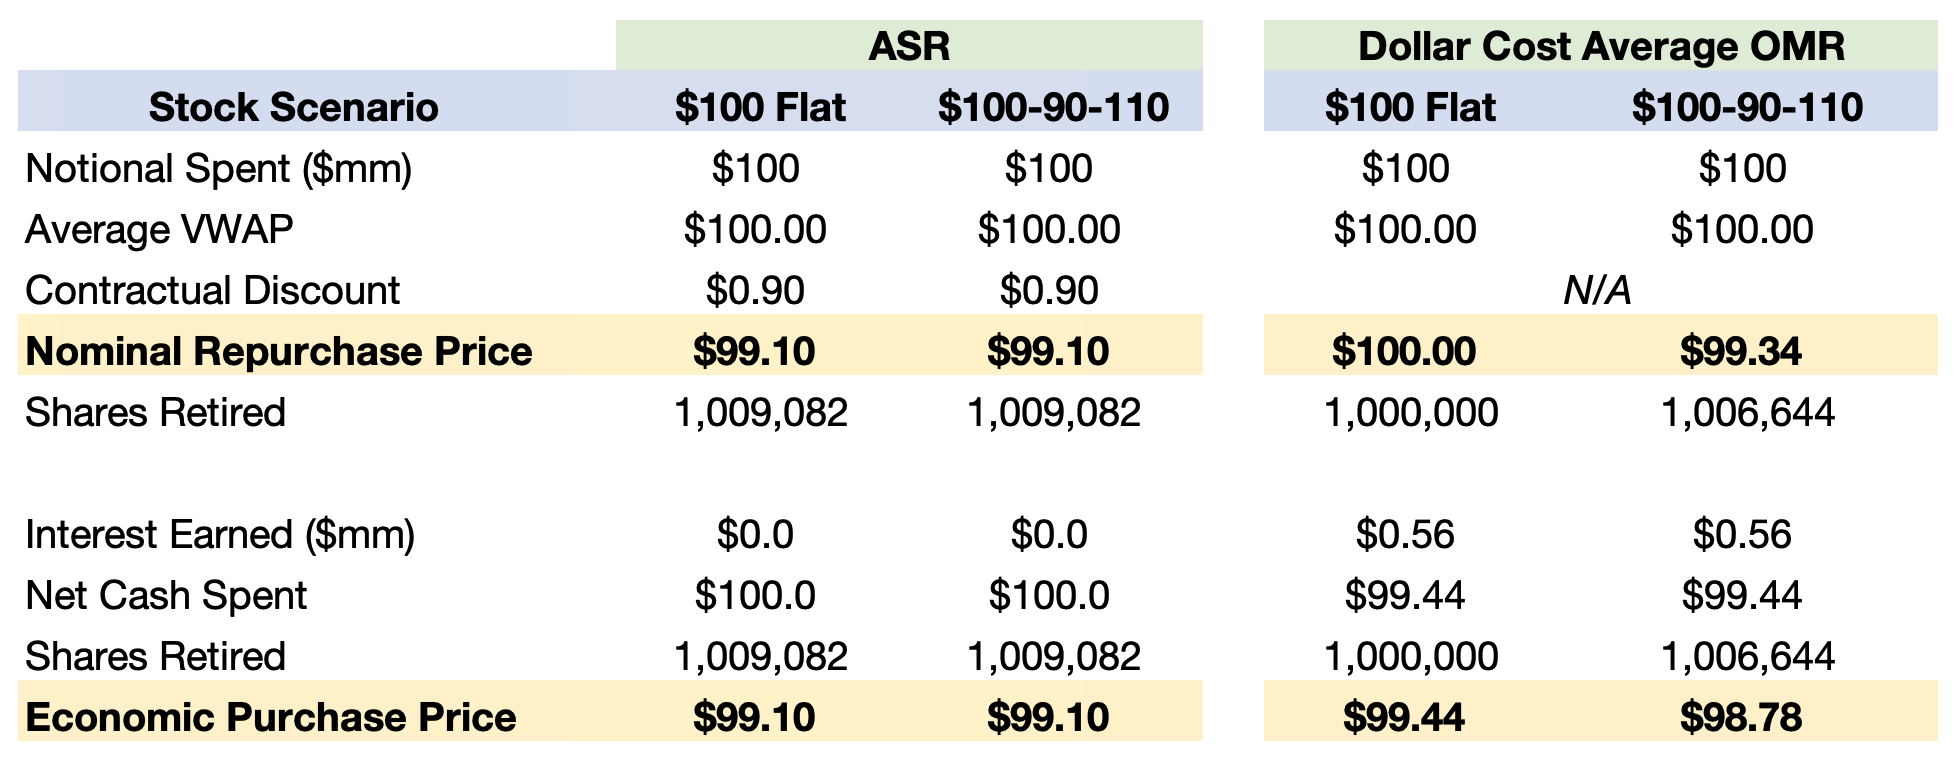 ASR Dollar Cost Average OMR
Stock Scenario $100 Flat $100-90-110 $100 Flat $100-90-110
Notional Spent ($mm) $100 $100 $100 $100
Average VWAP $100.00 $100.00 $100.00 $100.00
Contractual Discount $0.90 $0.90 N/A
Nominal Repurchase Price $99.10 $99.10 $100.00 $99.34
Shares Retired 1,009,082 1,009,082 1,000,000 1,006,644
Interest Earned ($mm) $0.0 $0.0 $0.56 $0.56
Net Cash Spent $100.0 $100.0 $99.44 $99.44
Shares Retired 1,009,082 1,009,082 1,000,000 1,006,644
Economic Purchase Price $99.10 $99.10 $99.44 $98.78